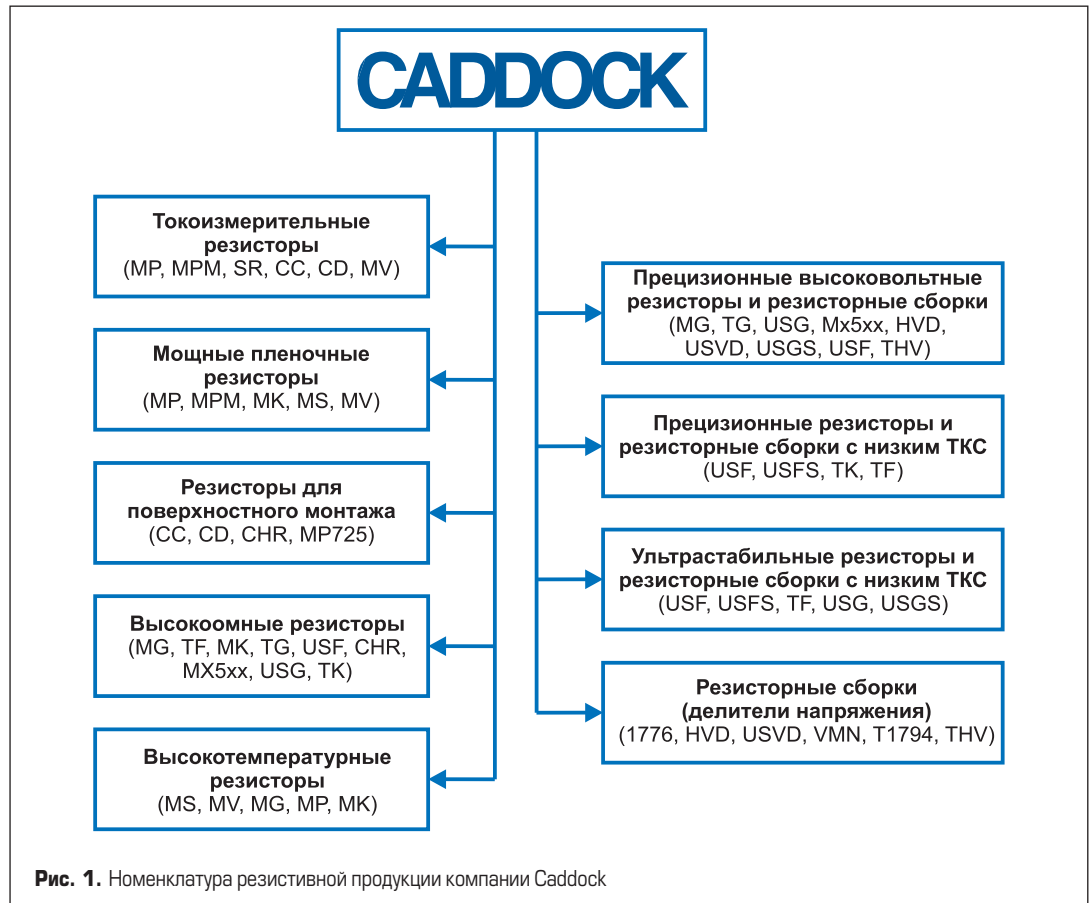 CADDOCK
Токоизмерительные
резисторы
(MP, MPM, SR, CC, CD, MV)
Мощные пленочные
резисторы
(MP, MPM, MK, MS, MV)
Резисторы для
поверхностного монтажа
(CC, CD, CHR, MP725)
Высокоомные резисторы
(MG, TF, MK, TG, USF, CHR,
MX5xx, USG, TK)
Высокотемпературные
резисторы
(MS, MV, MG, MP, MK)
Прецизионные высоковольтные
резисторы и резисторные сборки
(MG, TG, USG, Mx5xx, HVD,
USVD, USGS, USF, THV)
Прецизионные резисторы и
резисторные сборки с низким ТКС
(USF, USFS, TK, TF)
Ультрастабильные резисторы и
резисторные сборки с низким ТКС
(USF, USFS, TF, USG, USGS)
Резисторные сборки
(делители напряжения)
(1776, HVD, USVD, VMN, T1794, THV)
Рис. 1. Номенклатура резистивной продукции компании Caddock